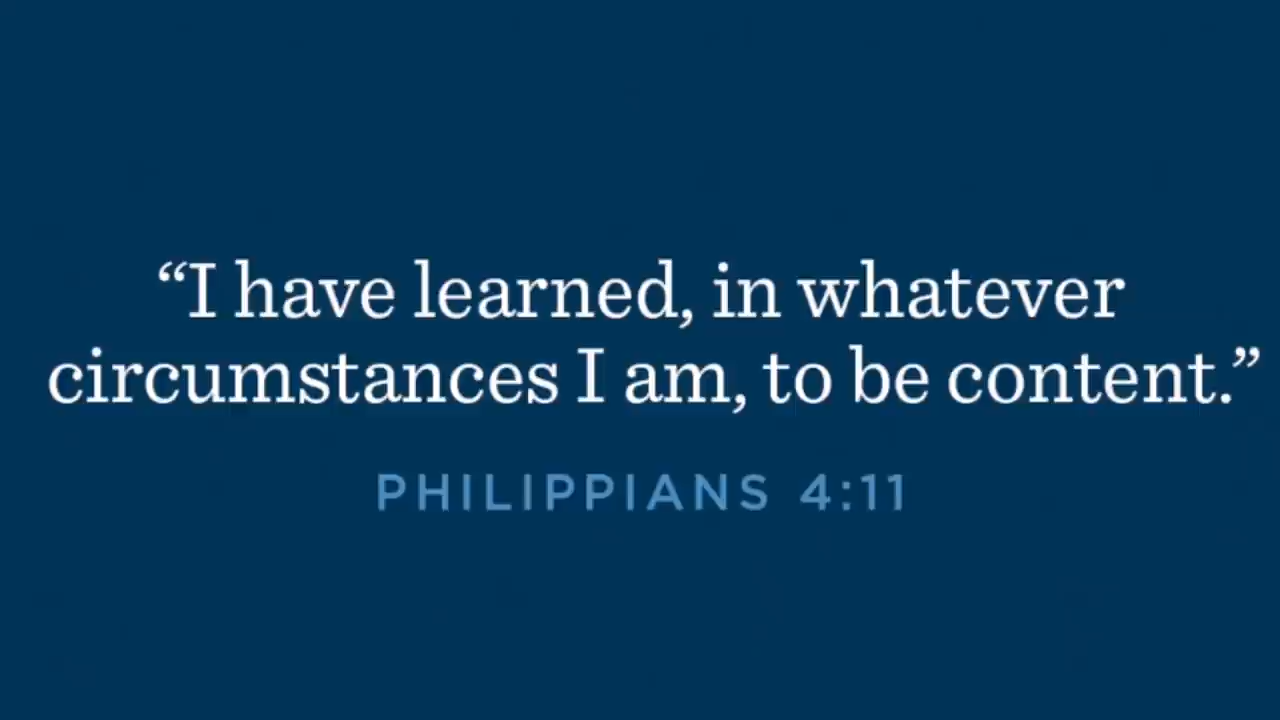 “I have learned, in whatever
circumstances I am, to be content.”
PHILIPPIANS 4:11